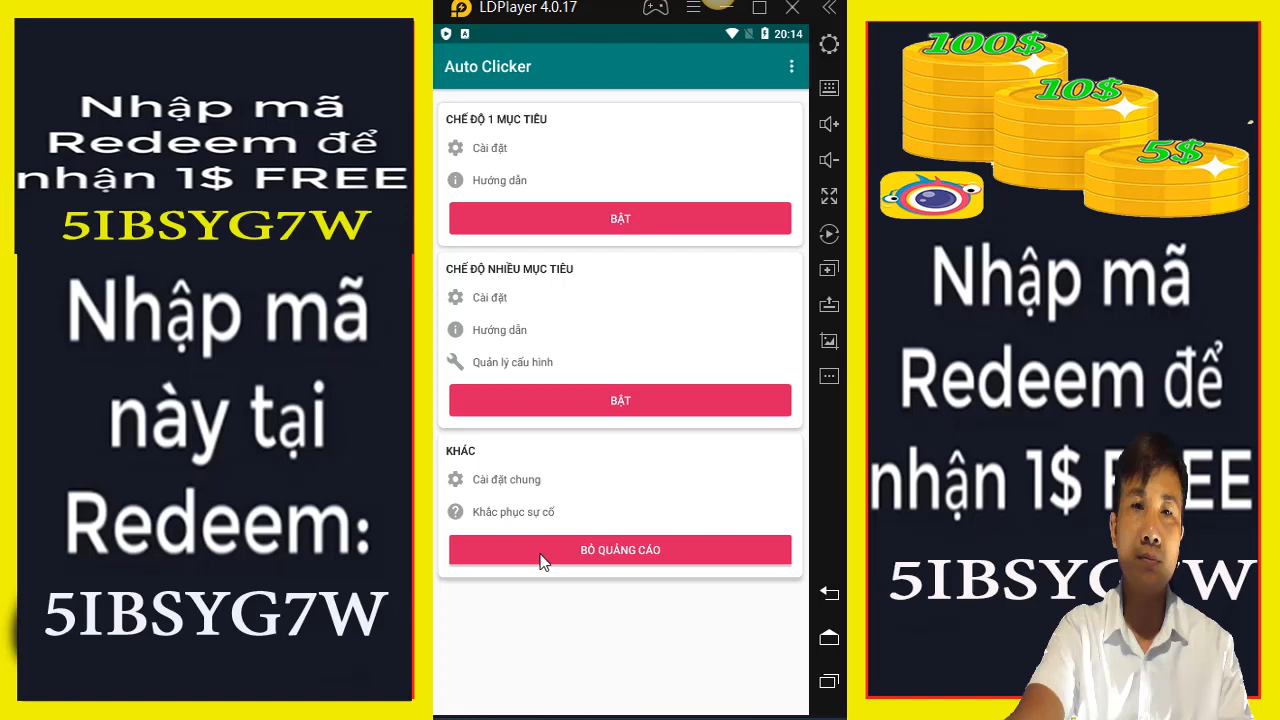 Nhập mã
Redeem để
nhận 1$ FREE
5IBSYG7W
Nhập mã
này tại
Redeem:
5IBSYG7W
LDPlayer 4.0.17
20:14
Auto Clicker
CHẾ ĐỘ 1 MỤC TIÊU
Cài đặt
Hướng dẫn
BẬT
CHẾ ĐỘ NHIỀU MỤC TIÊU
Cài đặt
Hướng dẫn
Quản lý cấu hình
BẬT
KHÁC
Cài đặt chung
Khắc phục sự cố
BỎ QUẢNG CÁO
100$
10$
5$
Nhập mã
Redeem để
nhận 1$ FREE
5IBSYG7W